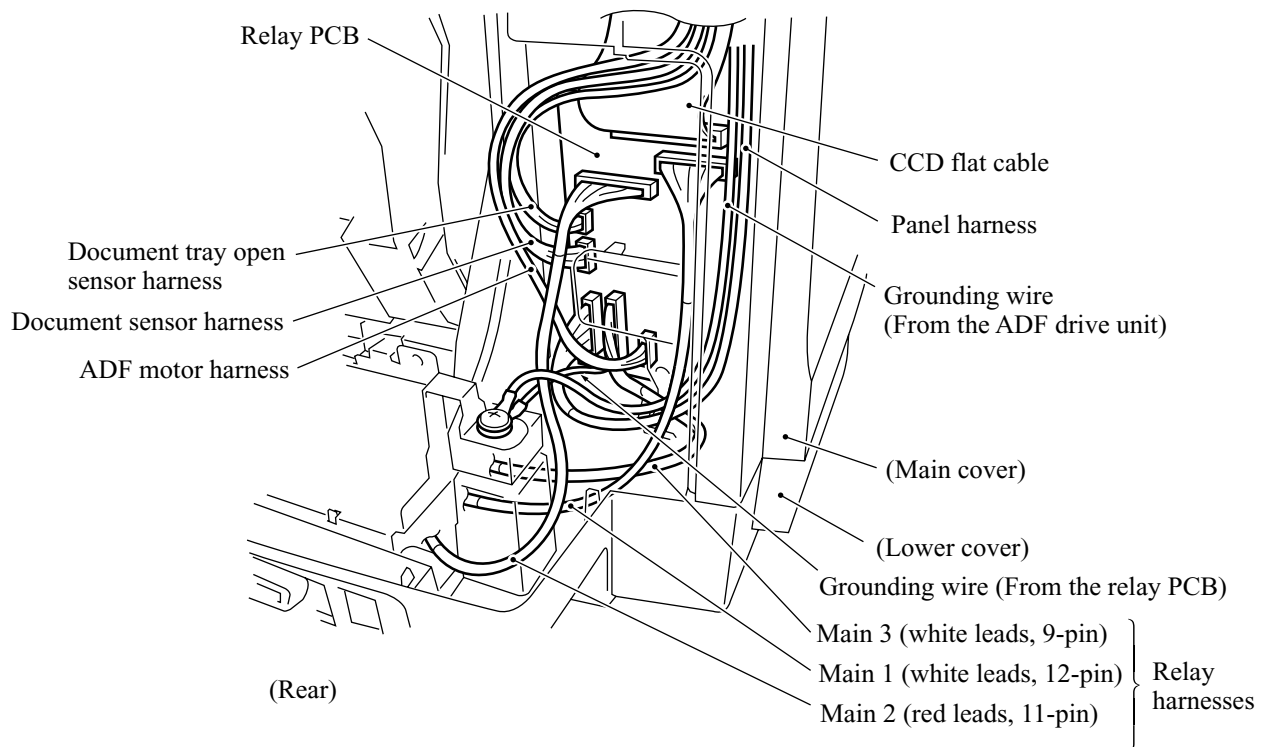 Relay PCB
CCD flat cable
Panel harness
Document tray open
sensor harness
Grounding wire
(From the ADF drive unit)
Document sensor harness
ADF motor harness
(Main cover)
(Lower cover)
Grounding wire (From the relay PCB)
Main 3 (white leads, 9-pin)
Main 1 (white leads, 12-pin)
Main 2 (red leads, 11-pin)
Relay
harnesses
(Rear)